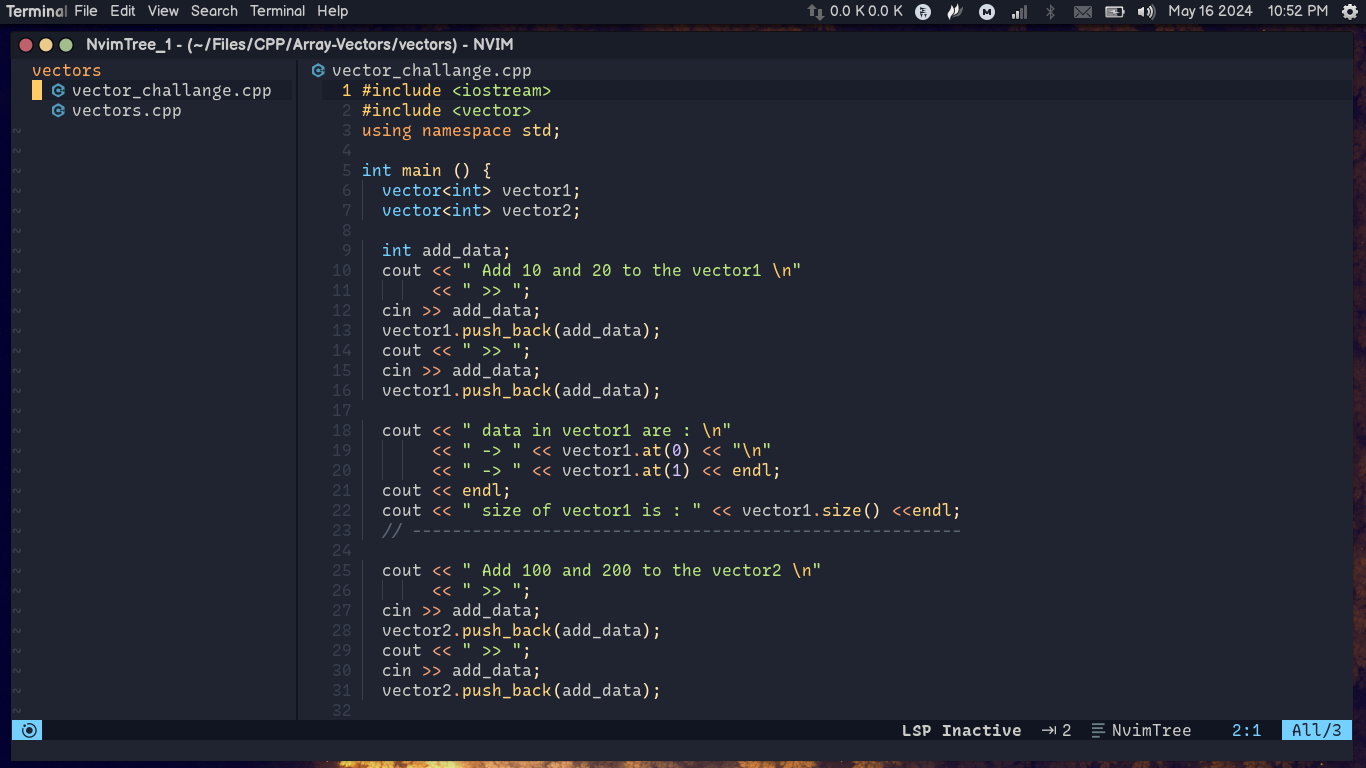 Terminal File Edit View Search Terminal Help 0.0 K 0.0 K May 16 2024 10:52 PM
NvimTree_1 - (~/Files/CPP/Array-Vectors/vectors) - NVIM
vectors
vector_challange.cpp
vectors.cpp
vector_challange.cpp
1 #include <iostream>
2 #include <vector>
3 using namespace std;
4
5 int main () {
6 vector<int> vector1;
7 vector<int> vector2;
8
9 int add_data;
10 cout << " Add 10 and 20 to the vector1 \n"
11 << " >> ";
12 cin >> add_data;
13 vector1.push_back(add_data);
14 cout << " >> ";
15 cin >> add_data;
16 vector1.push_back(add_data);
17
18 cout << " data in vector1 are : \n"
19 << " -> " << vector1.at(0) << "\n"
20 << " -> " << vector1.at(1) << endl;
21 cout << endl;
22 cout << " size of vector1 is : " << vector1.size() <<endl;
23 // -------------------------------------------------------
24
25 cout << " Add 100 and 200 to the vector2 \n"
26 << " >> ";
27 cin >> add_data;
28 vector2.push_back(add_data);
29 cout << " >> ";
30 cin >> add_data;
31 vector2.push_back(add_data);
32
LSP Inactive 2 NvimTree 2:1 All/3